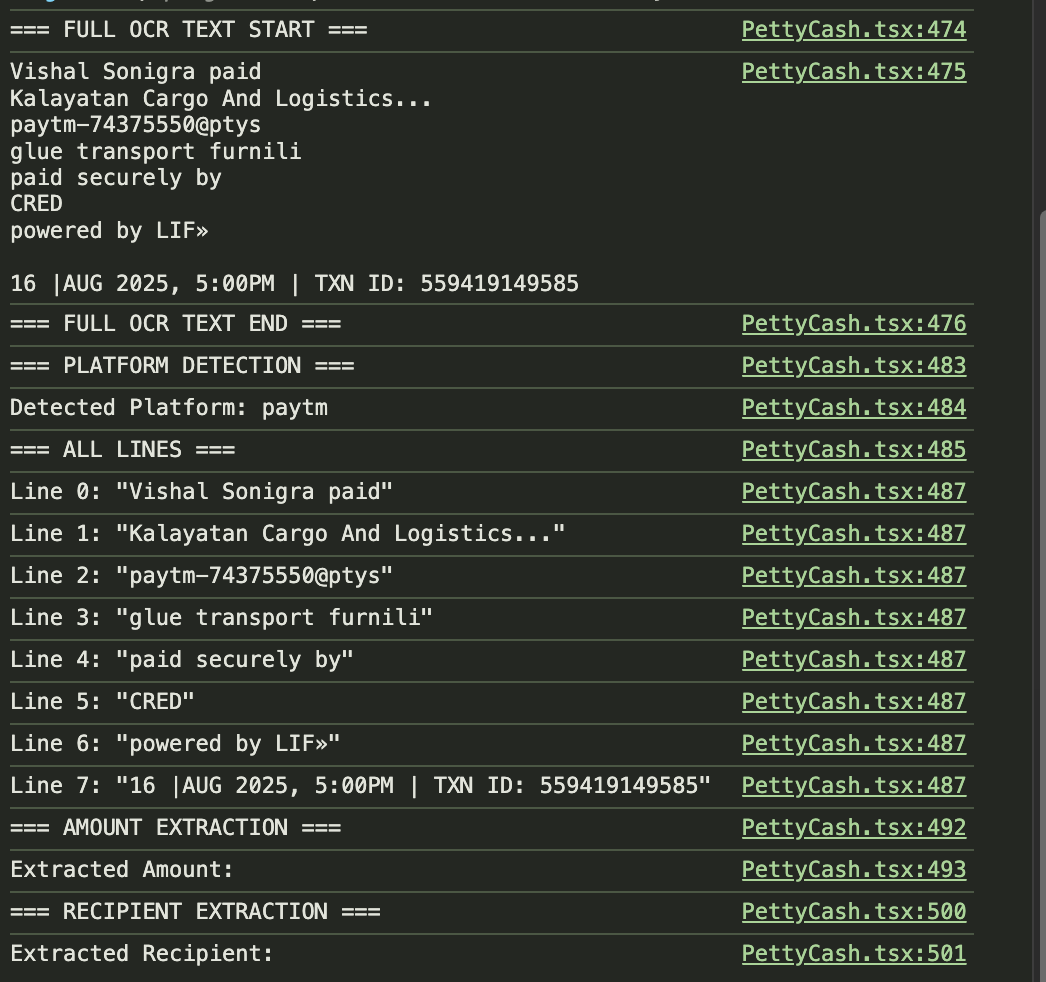 === FULL OCR TEXT START === PettyCash.tsx:474
Vishal Sonigra paid PettyCash.tsx:475
Kalayatan Cargo And Logistics...
paytm-74375550@ptys
glue transport furnili
paid securely by
CRED
powered by LIF»
16 |AUG 2025, 5:00PM | TXN ID: 559419149585
=== FULL OCR TEXT END === PettyCash.tsx:476
=== PLATFORM DETECTION === PettyCash.tsx:483
Detected Platform: paytm PettyCash.tsx:484
=== ALL LINES === PettyCash.tsx:485
Line 0: "Vishal Sonigra paid" PettyCash.tsx:487
Line 1: "Kalayatan Cargo And Logistics..." PettyCash.tsx:487
Line 2: "paytm-74375550@ptys" PettyCash.tsx:487
Line 3: "glue transport furnili" PettyCash.tsx:487
Line 4: "paid securely by" PettyCash.tsx:487
Line 5: "CRED" PettyCash.tsx:487
Line 6: "powered by LIF»" PettyCash.tsx:487
Line 7: "16 |AUG 2025, 5:00PM | TXN ID: 559419149585" PettyCash.tsx:487
=== AMOUNT EXTRACTION === PettyCash.tsx:492
Extracted Amount: PettyCash.tsx:493
=== RECIPIENT EXTRACTION === PettyCash.tsx:500
Extracted Recipient: PettyCash.tsx:501